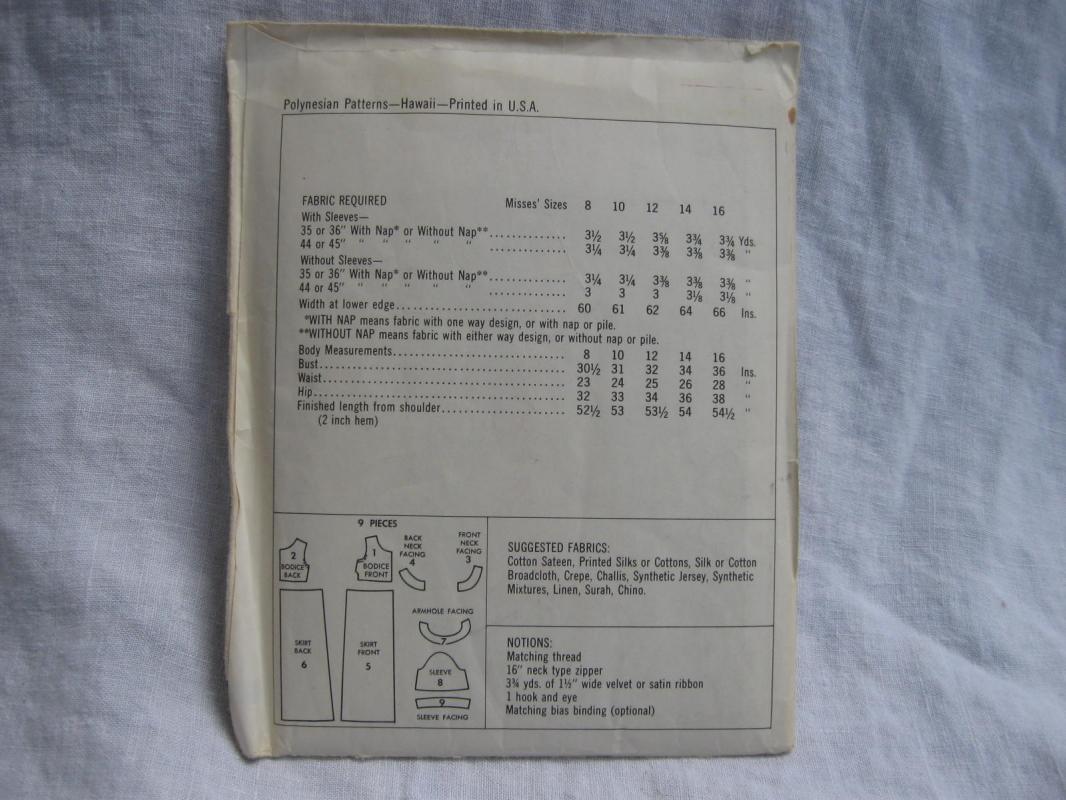 Polynesian Patterns—Hawaii—Printed in U.S.A.
FABRIC REQUIRED Misses' Sizes 8 10 12 14 16
With Sleeves—
35 or 36" With Nap* or Without Nap** .............. 3½ 3½ 3⅝ 3¾ 3¾ Yds.
44 or 45" " " " " " .............. 3¼ 3¼ 3⅜ 3⅜ 3⅜ "
Without Sleeves—
35 or 36" With Nap* or Without Nap** .............. 3¼ 3¼ 3⅜ 3⅜ 3⅜ "
44 or 45" " " " " " .............. 3 3 3 3⅛ 3⅛ "
Width at lower edge.............................. 60 61 62 64 66 Ins.
*WITH NAP means fabric with one way design, or with nap or pile.
**WITHOUT NAP means fabric with either way design, or without nap or pile.
Body Measurements.............................. 8 10 12 14 16
Bust.............................. 30½ 31 32 34 36 Ins.
Waist.............................. 23 24 25 26 28 "
Hip.............................. 32 33 34 36 38 "
Finished length from shoulder...................... 52½ 53 53½ 54 54½ "
(2 inch hem)
9 PIECES
2
BODICE
BACK
1
BODICE
FRONT
BACK
NECK
FACING
4
FRONT
NECK
FACING
3
SKIRT
BACK
6
SKIRT
FRONT
5
ARMHOLE FACING
7
SLEEVE
8
9
SLEEVE FACING
SUGGESTED FABRICS:
Cotton Sateen, Printed Silks or Cottons, Silk or Cotton
Broadcloth, Crepe, Challis, Synthetic Jersey, Synthetic
Mixtures, Linen, Surah, Chino.
NOTIONS:
Matching thread
16" neck type zipper
3¾ yds. of 1½" wide velvet or satin ribbon
1 hook and eye
Matching bias binding (optional)